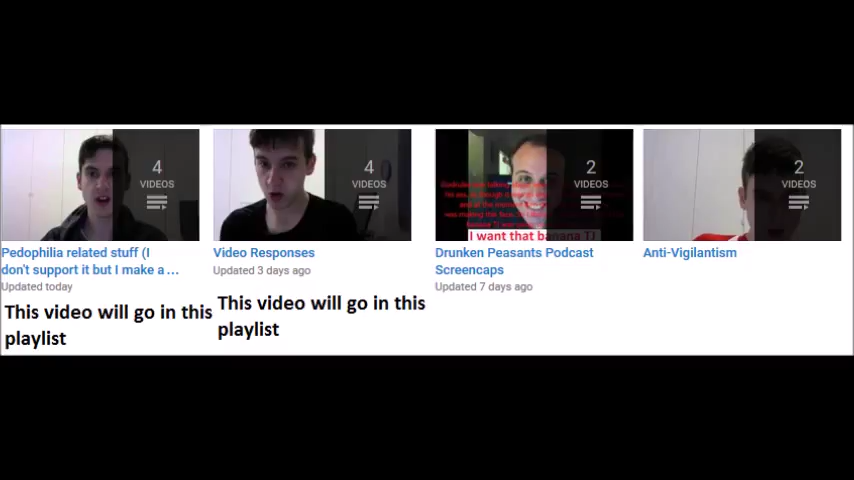 4
VIDEOS
4
VIDEOS
2
VIDEOS
2
VIDEOS
I want that banana TJ
Pedophilia related stuff (I
don't support it but I make a ...
Updated today
This video will go in this
playlist
Video Responses
Updated 3 days ago
This video will go in this
playlist
Drunken Peasants Podcast
Screencaps
Updated 7 days ago
Anti-Vigilantism